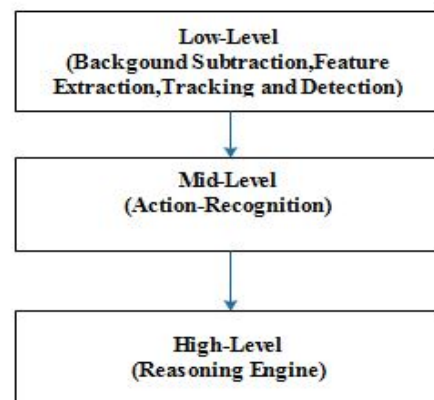 Low-Level
(Backgound Subtraction,Feature
Extraction,Tracking and Detection)
Mid-Level
(Action-Recognition)
High-Level
(Reasoning Engine)